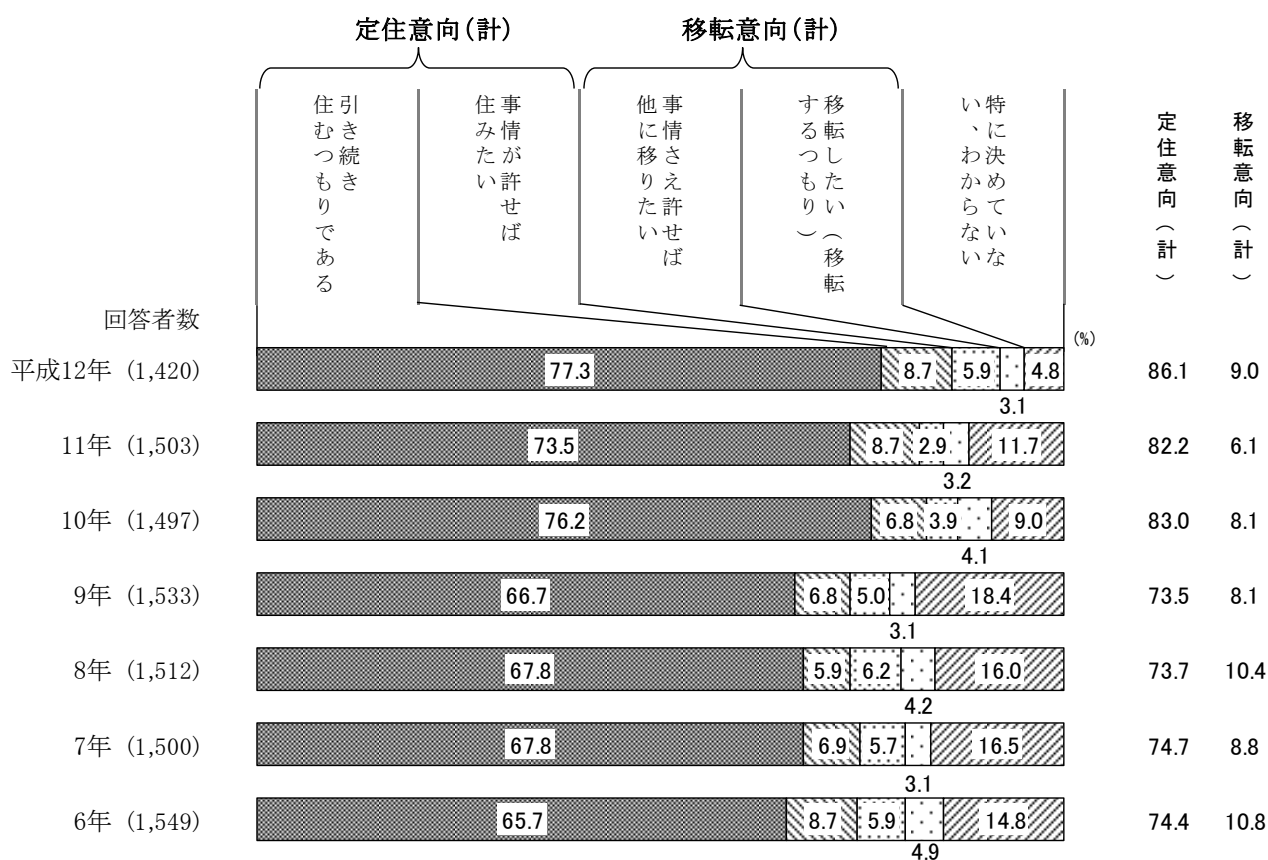 定住意向(計)
移転意向(計)
引き続き
住むつもりである
事情が許せば
住みたい
事情さえ許せば
他に移りたい
移転したい（移転
するつもり）
特に決めていな
い、わからない
定住意向（計）
移転意向（計）
回答者数
(%)
平成12年 (1,420) 77.3 8.7 5.9 4.8 86.1 9.0
3.1
11年 (1,503) 73.5 8.7 2.9 11.7 82.2 6.1
3.2
10年 (1,497) 76.2 6.8 3.9 9.0 83.0 8.1
4.1
9年 (1,533) 66.7 6.8 5.0 18.4 73.5 8.1
3.1
8年 (1,512) 67.8 5.9 6.2 16.0 73.7 10.4
4.2
7年 (1,500) 67.8 6.9 5.7 16.5 74.7 8.8
3.1
6年 (1,549) 65.7 8.7 5.9 14.8 74.4 10.8
4.9